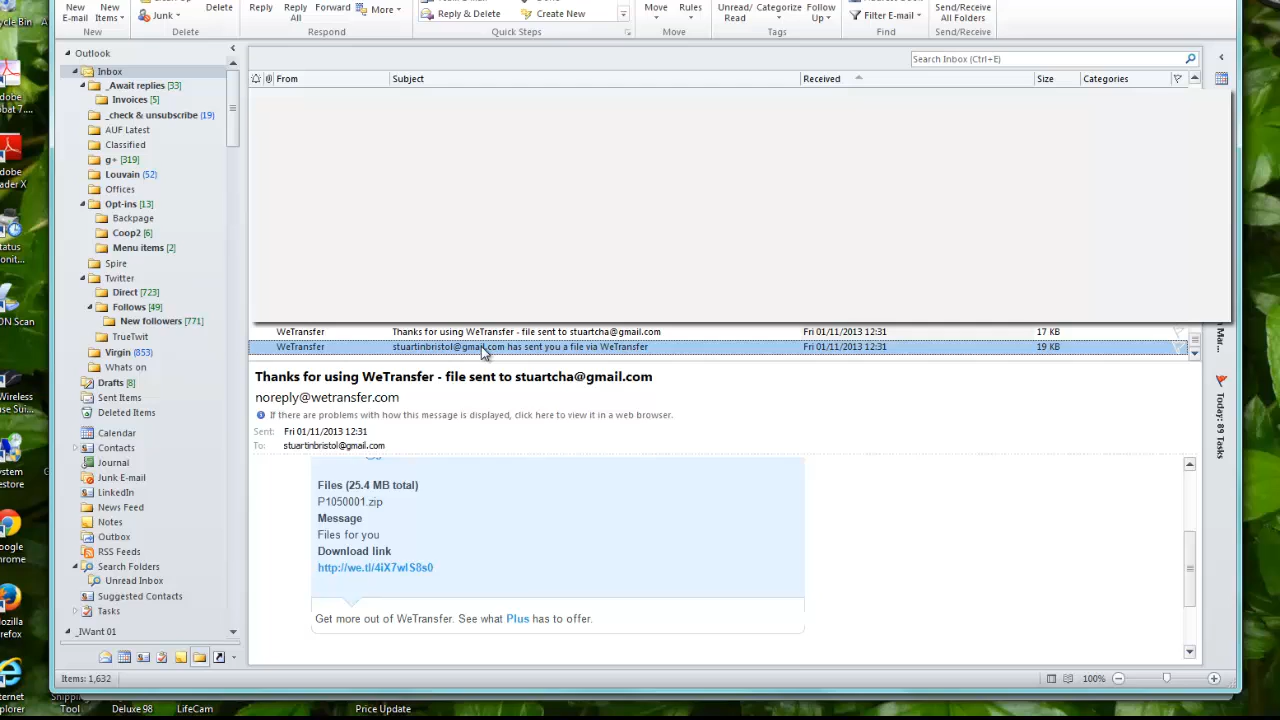 New E-Mail
New Items
Junk
Delete
Reply
Reply All
Forward
More
Reply & Delete
Create New
Move
Rules
Unread/ Read
Categorize
Follow Up
Filter E-mail
Send/Receive All Folders
New
Delete
Respond
Quick Steps
Move
Tags
Find
Send/Receive
Outlook
Search Inbox (Ctrl+E)
From Subject Received Size Categories
Inbox
_Await replies [33]
Invoices [5]
_check & unsubscribe (19)
AUF Latest
Classified
g+ [319]
Louvain (52)
Offices
Opt-ins [13]
Backpage
Coop2 [6]
Menu items [2]
Spire
Twitter
Direct [723]
Follows [49]
New followers [771]
TrueTwit
Virgin (853)
Whats on
Drafts [8]
Sent Items
Deleted Items
Calendar
Contacts
Journal
Junk E-mail
LinkedIn
News Feed
Notes
Outbox
RSS Feeds
Search Folders
Unread Inbox
Suggested Contacts
Tasks
_IWant 01
WeTransfer Thanks for using WeTransfer - file sent to stuartcha@gmail.com Fri 01/11/2013 12:31 17 KB
WeTransfer stuartinbristol@gmail.com has sent you a file via WeTransfer Fri 01/11/2013 12:31 19 KB
Thanks for using WeTransfer - file sent to stuartcha@gmail.com
noreply@wetransfer.com
If there are problems with how this message is displayed, click here to view it in a web browser.
Sent: Fri 01/11/2013 12:31
To: stuartinbristol@gmail.com
Files (25.4 MB total)
P1050001.zip
Message
Files for you
Download link
http://we.tl/4iX7wIS8s0
Get more out of WeTransfer. See what Plus has to offer.
Today: 89 Tasks
Items: 1,632
100%
Tool
Deluxe 98
LifeCam
Price Update